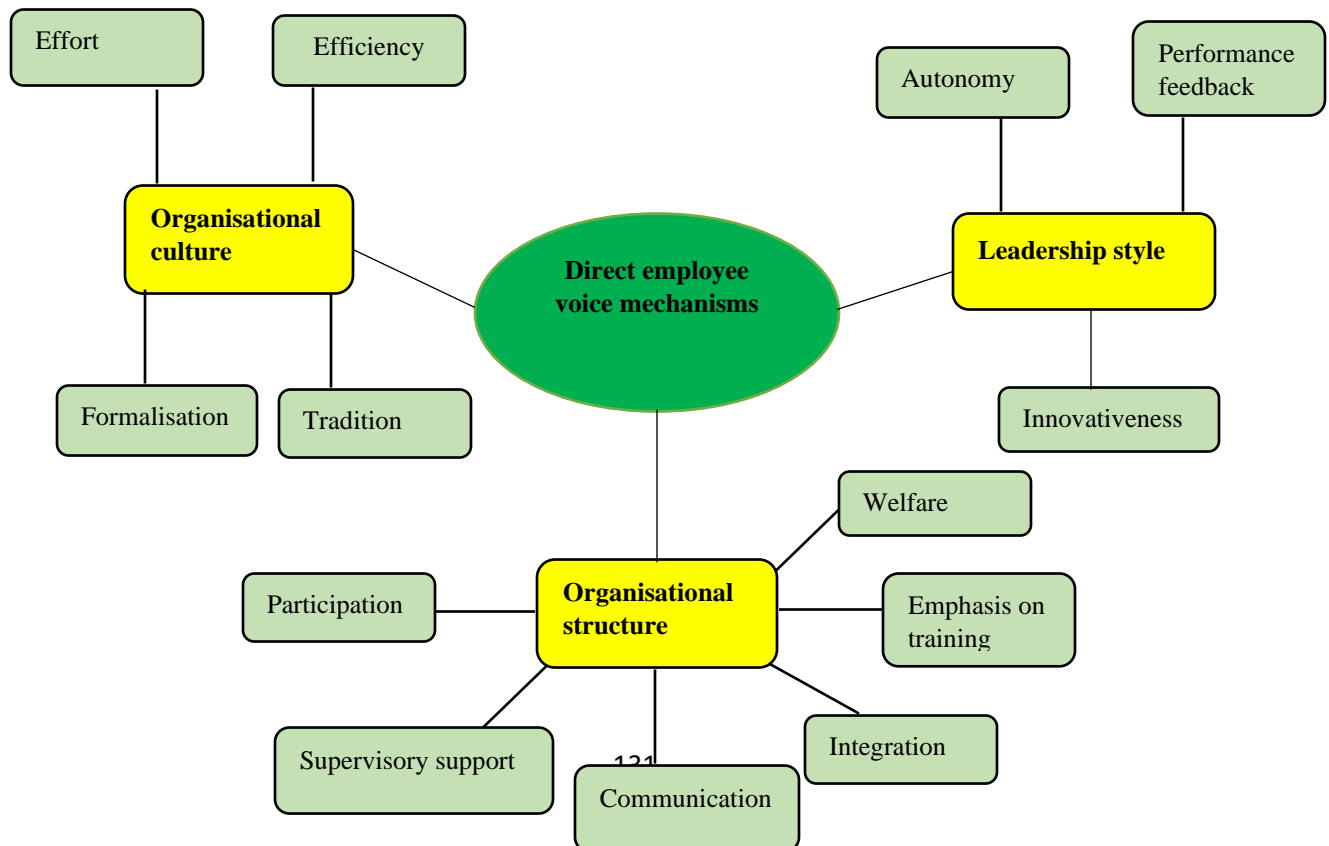 Effort
Efficiency
Performance
feedback
Autonomy
Organisational
culture
Direct employee
voice mechanisms
Leadership style
Formalisation
Tradition
Innovativeness
Welfare
Participation
Organisational
structure
Emphasis on
training
Supervisory support
Integration
131
Communication